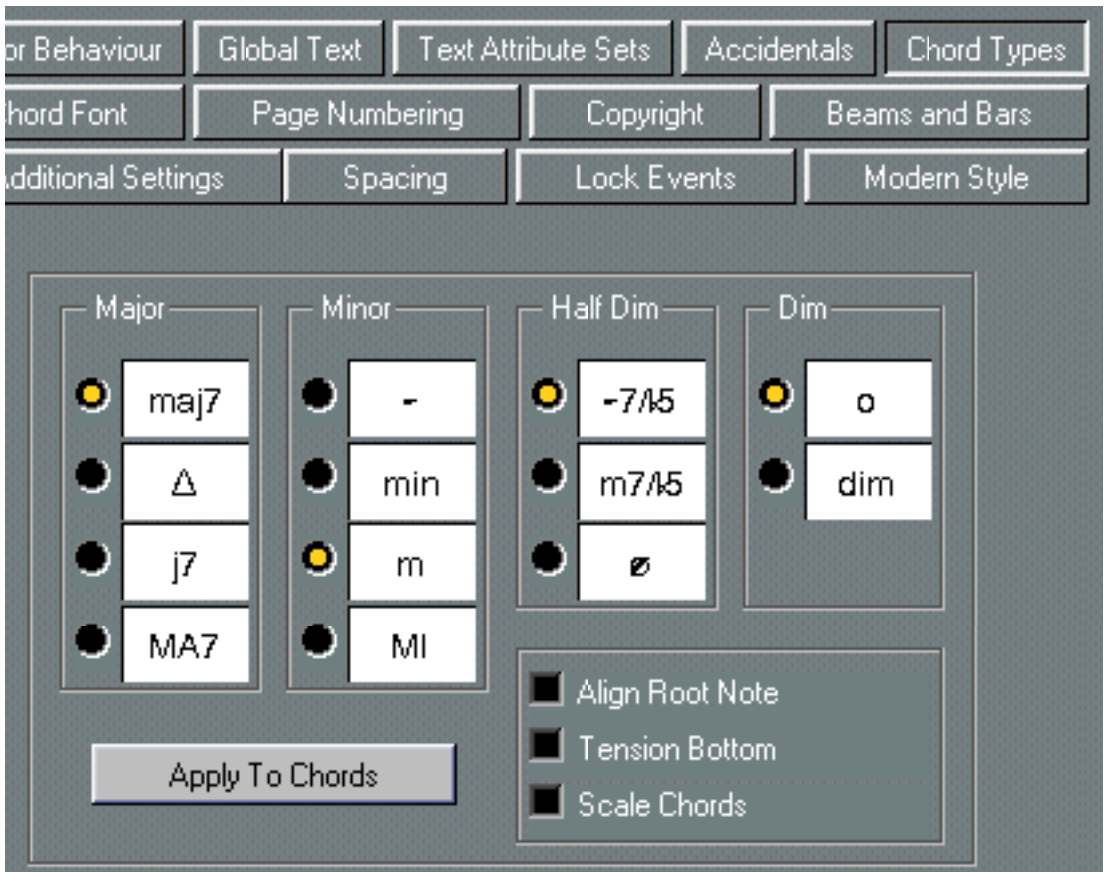 or Behaviour Global Text Text Attribute Sets Accidentals Chord Types
hord Font Page Numbering Copyright Beams and Bars
dditional Settings Spacing Lock Events Modern Style
Major Minor Half Dim Dim
maj7 - -7/♭5 o
Δ min m7/♭5 dim
j7 m ø
MA7 MI
Align Root Note
Tension Bottom
Apply To Chords
Scale Chords